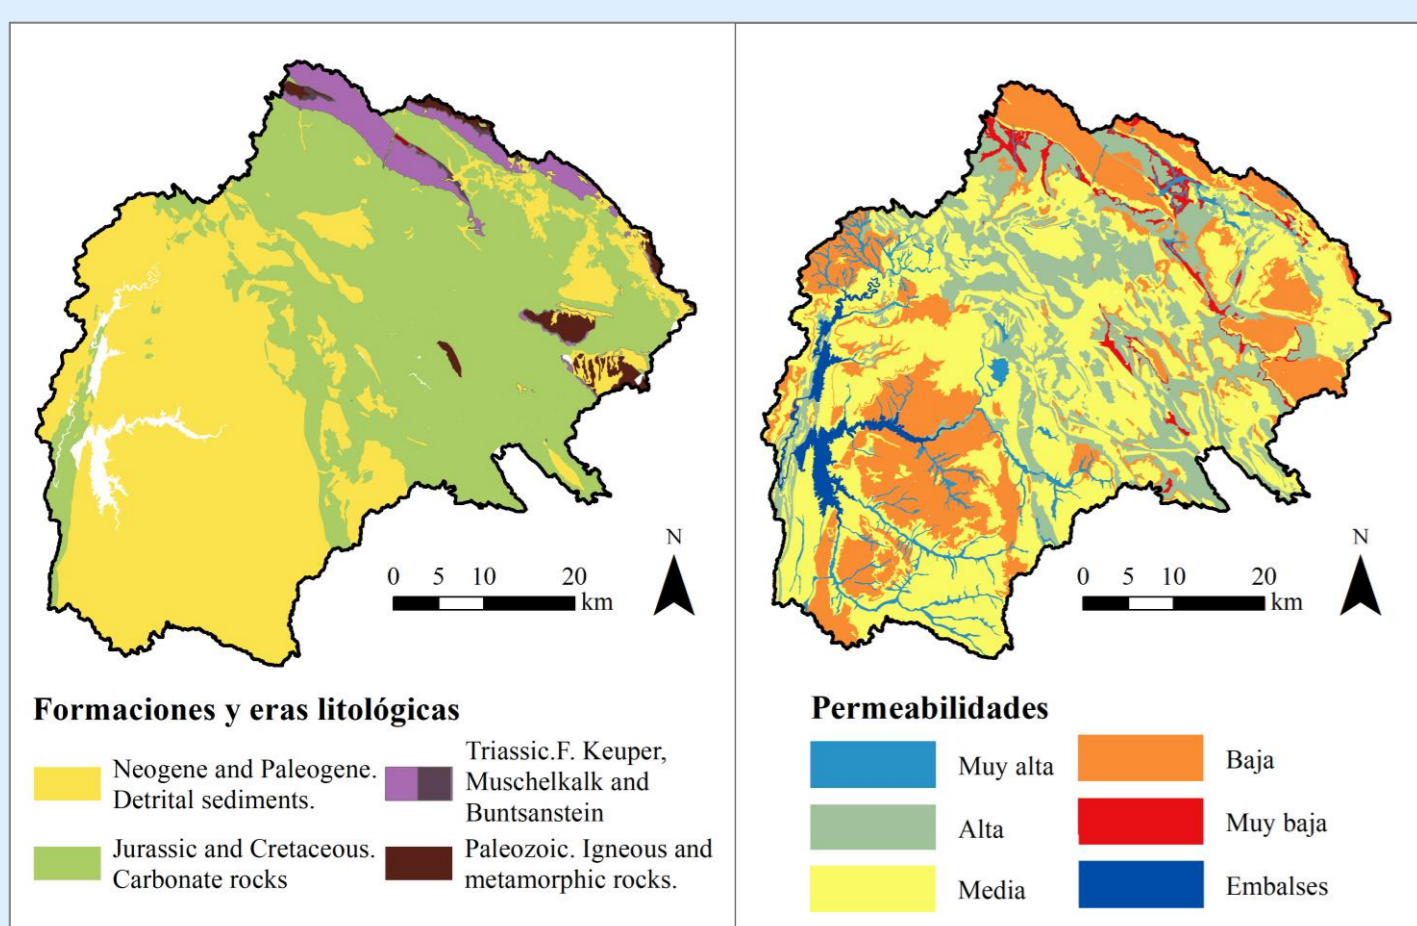 N
0 5 10 20
km
Formaciones y eras litológicas
Neogene and Paleogene.
Detrital sediments.
Jurassic and Cretaceous.
Carbonate rocks
Triassic.F. Keuper,
Muschelkalk and
Buntsanstein
Paleozoic. Igneous and
metamorphic rocks.
N
0 5 10 20
km
Permeabilidades
Muy alta
Alta
Media
Baja
Muy baja
Embalses